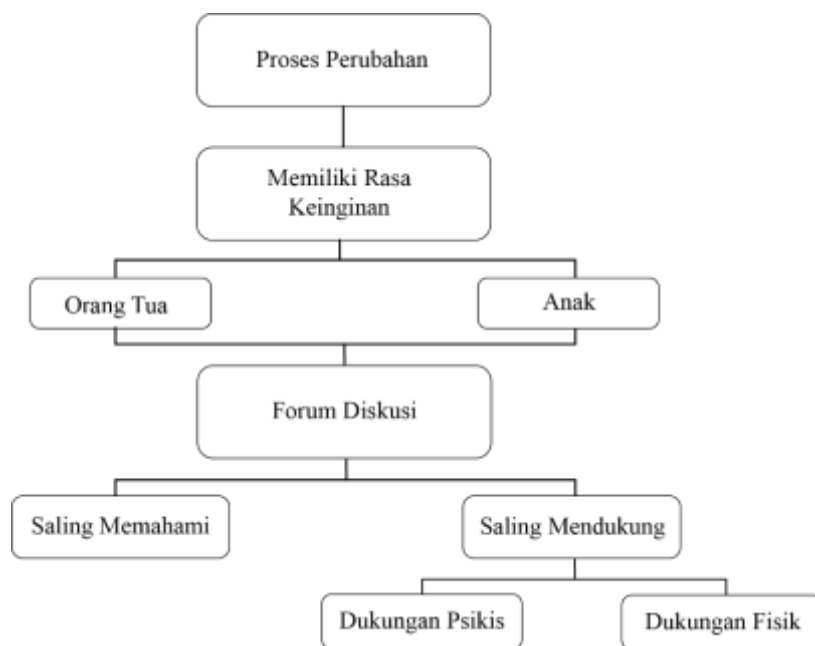 Proses Perubahan
Memiliki Rasa
Keinginan
Orang Tua
Anak
Forum Diskusi
Saling Memahami
Saling Mendukung
Dukungan Psikis
Dukungan Fisik